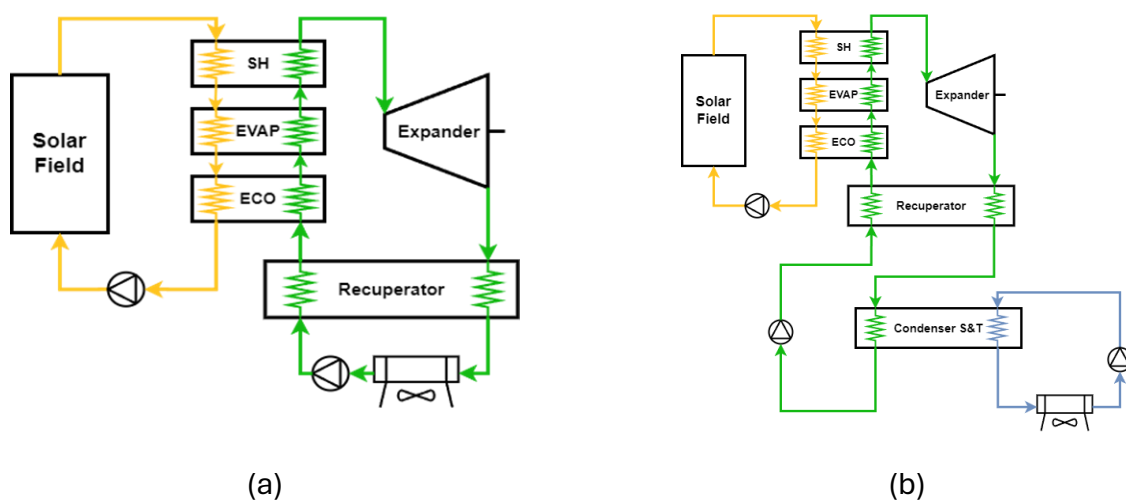 SH
EVAP
ECO
Solar
Field
Expander
Recuperator
(a)
SH
EVAP
ECO
Solar
Field
Expander
Recuperator
Condenser S&T
(b)